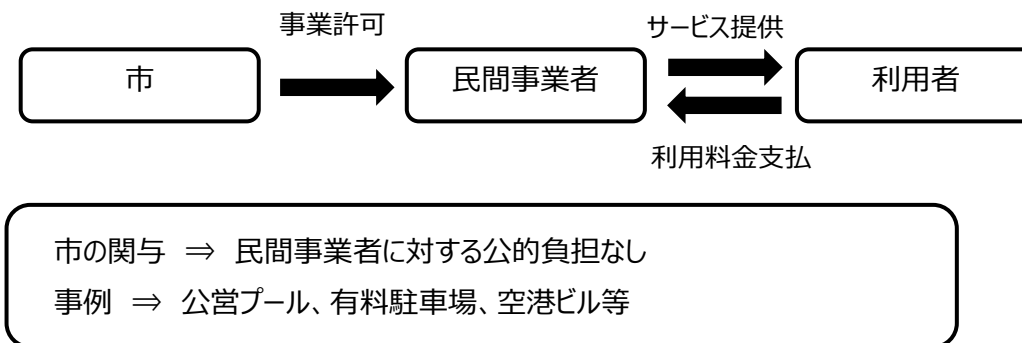 事業許可
サービス提供
市
民間事業者
利用者
利用料金支払
市の関与 ⇒ 民間事業者に対する公的負担なし
事例 ⇒ 公営プール、有料駐車場、空港ビル等